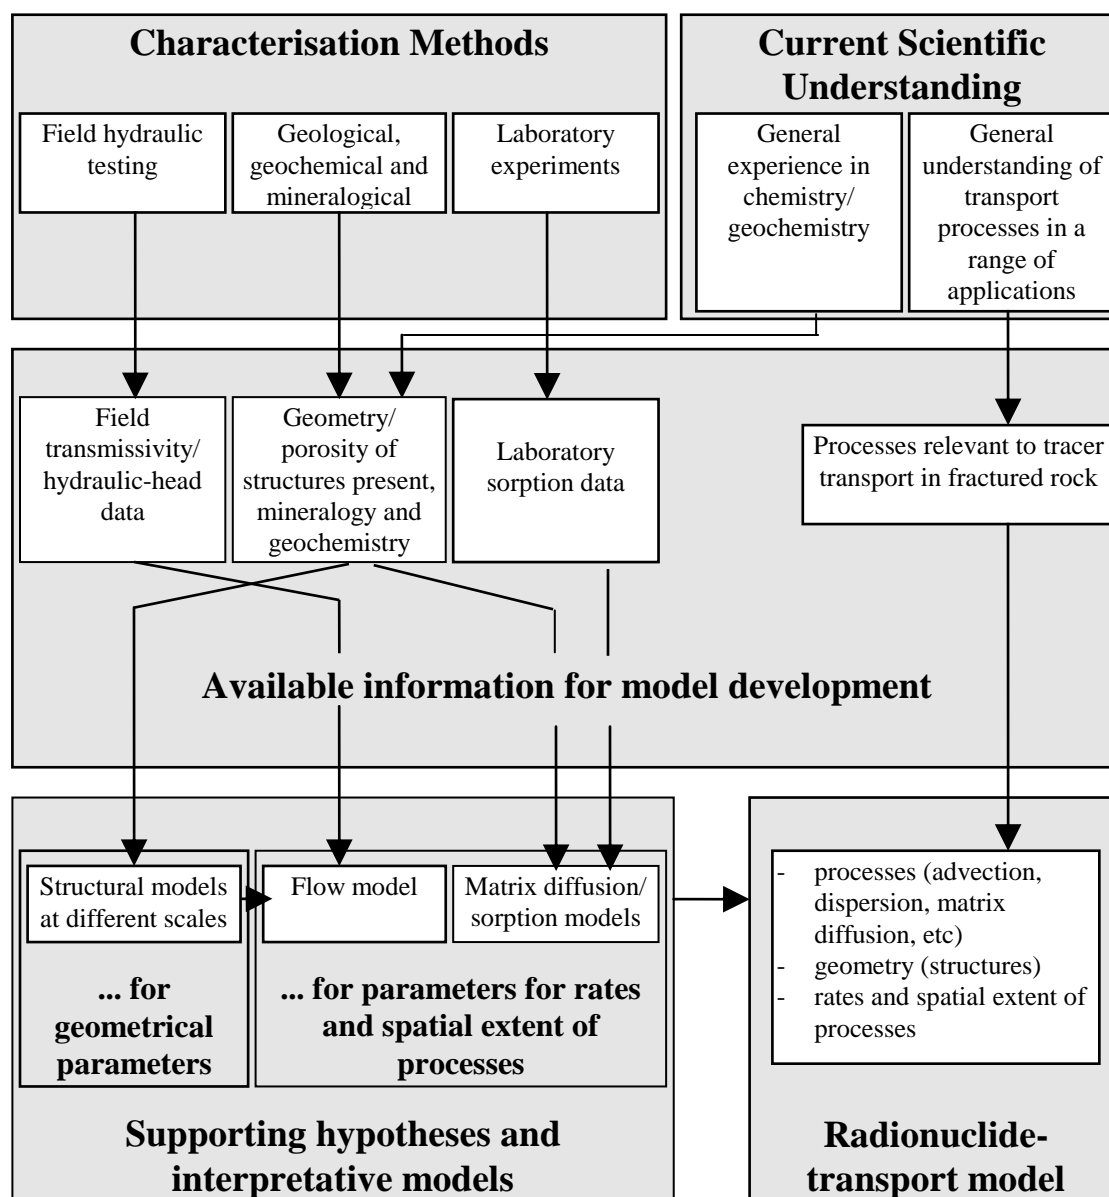 Characterisation Methods
Current Scientific
Understanding
Field hydraulic
testing
Geological,
geochemical and
mineralogical
Laboratory
experiments
General
experience in
chemistry/
geochemistry
General
understanding of
transport
processes in a
range of
applications
Field
transmissivity/
hydraulic-head
data
Geometry/
porosity of
structures present,
mineralogy and
geochemistry
Laboratory
sorption data
Processes relevant to tracer
transport in fractured rock
Available information for model development
Structural models
at different scales
Flow model
Matrix diffusion/
sorption models
... for
geometrical
parameters
... for parameters for rates
and spatial extent of
processes
- processes (advection,
dispersion, matrix
diffusion, etc)
- geometry (structures)
- rates and spatial extent of
processes
Supporting hypotheses and
interpretative models
Radionuclide-
transport model